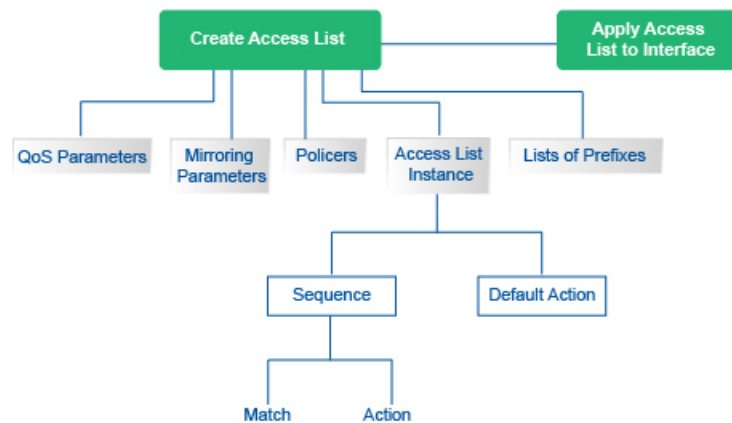 Create Access List
Apply Access
List to Interface
QoS Parameters
Mirroring
Parameters
Policers
Access List
Instance
Lists of Prefixes
Sequence
Default Action
Match
Action